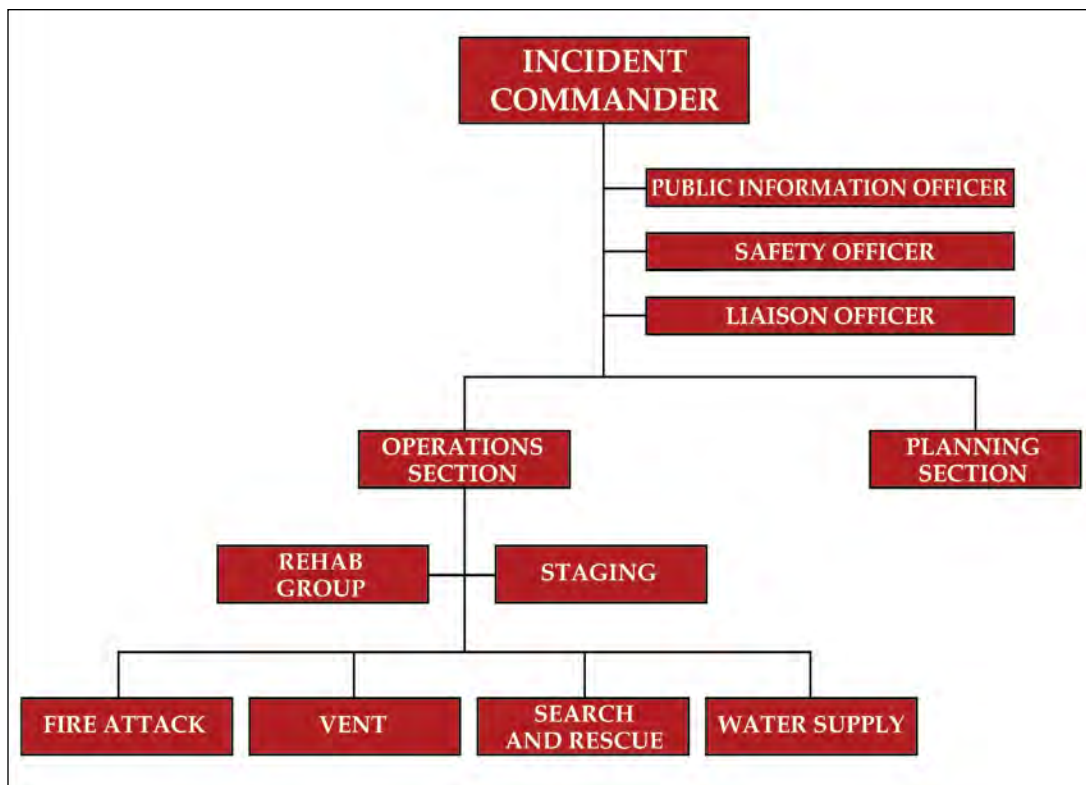 INCIDENT
COMMANDER
PUBLIC INFORMATION OFFICER
SAFETY OFFICER
LIAISON OFFICER
OPERATIONS
SECTION
PLANNING
SECTION
REHAB
GROUP
STAGING
FIRE ATTACK
VENT
SEARCH
AND RESCUE
WATER SUPPLY